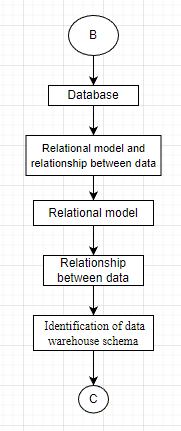 B
Database
Relational model and
relationship between data
Relational model
Relationship
between data
Identification of data
warehouse schema
C